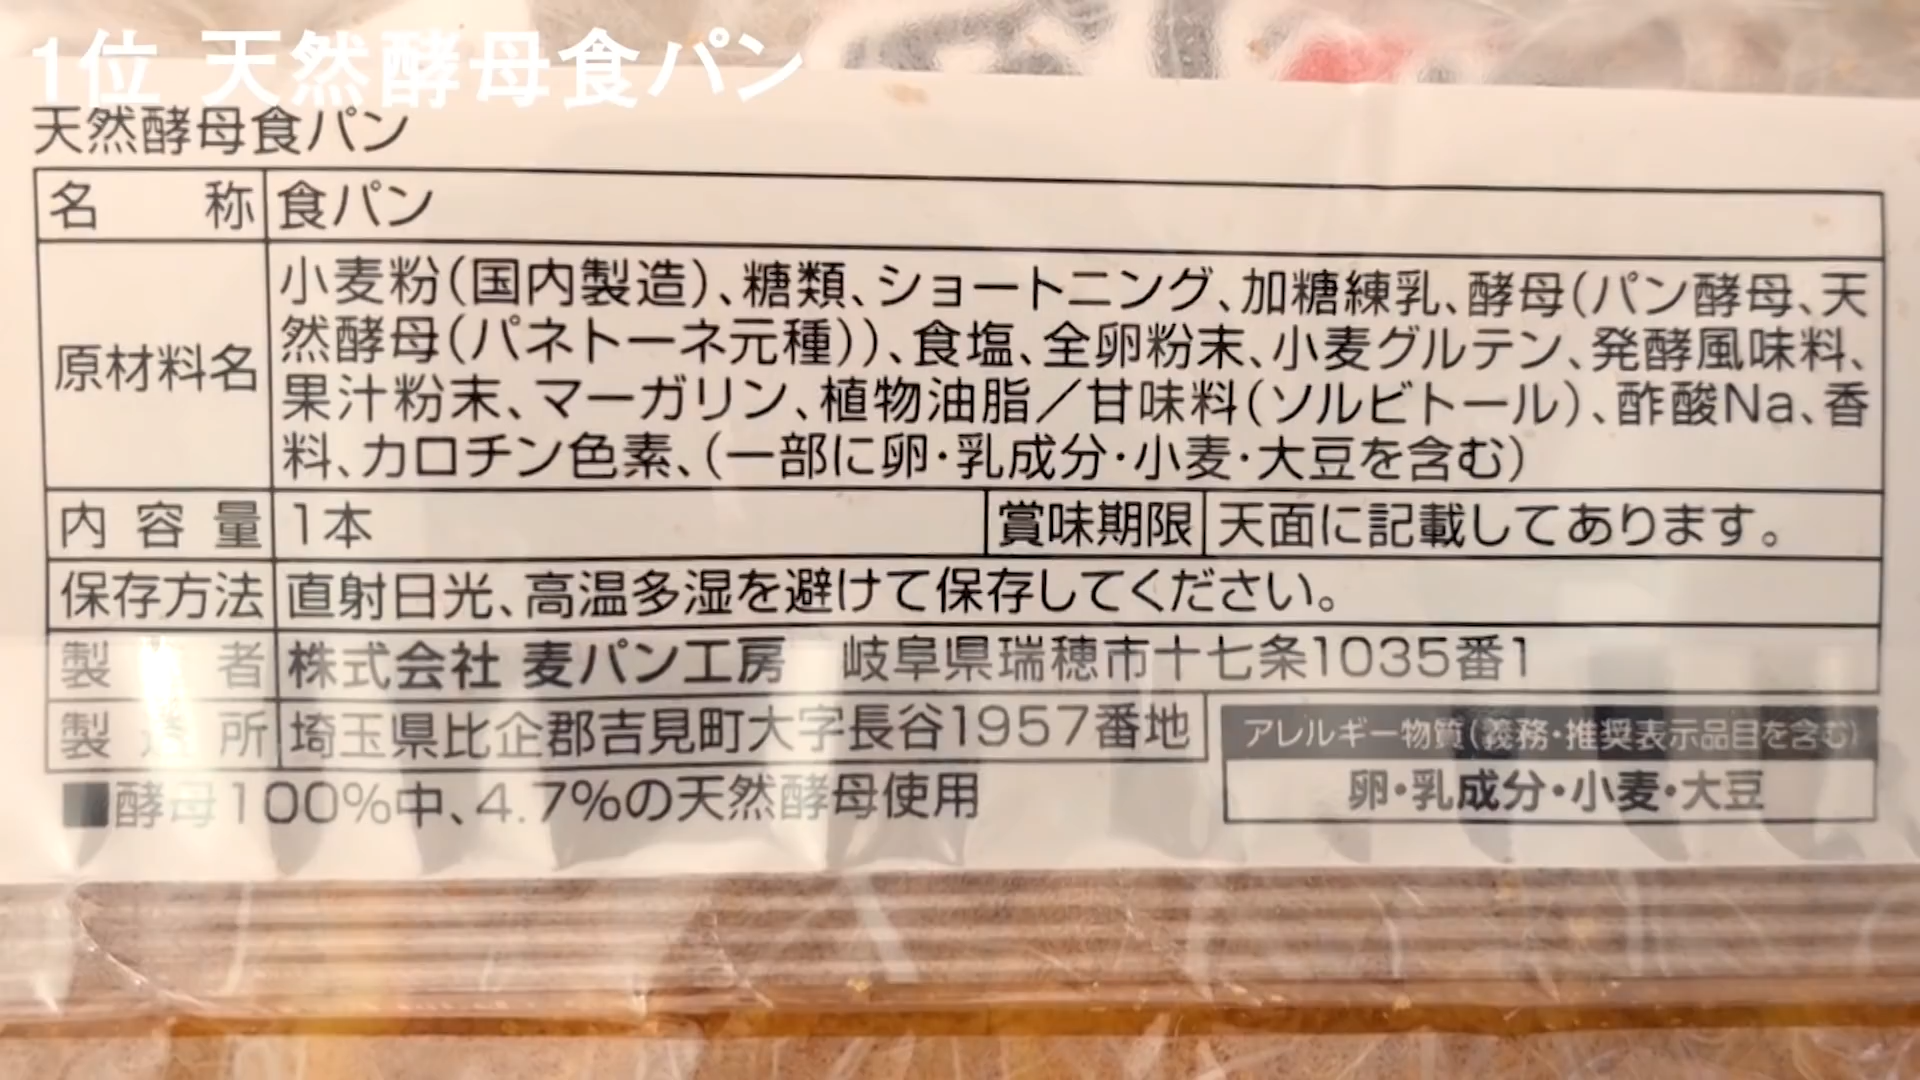 1位 天然酵母食パン
天然酵母食パン
名称 食パン
原材料名 小麦粉(国内製造)、糖類、ショートニング、加糖練乳、酵母(パン酵母、天
然酵母(パネトーネ元種))、食塩、全卵粉末、小麦グルテン、発酵風味料、
果汁粉末、マーガリン、植物油脂/甘味料(ソルビトール)、酢酸Na、香
料、カロチン色素、(一部に卵・乳成分・小麦・大豆を含む)
内容量 1本 賞味期限 天面に記載してあります。
保存方法 直射日光、高温多湿を避けて保存してください。
製 者 株式会社 麦パン工房 岐阜県瑞穂市十七条1035番1
製造所 埼玉県比企郡吉見町大字長谷1957番地
アレルギー物質(義務・推奨表示品目を含む)
卵・乳成分・小麦・大豆
■酵母100%中、4.7%の天然酵母使用